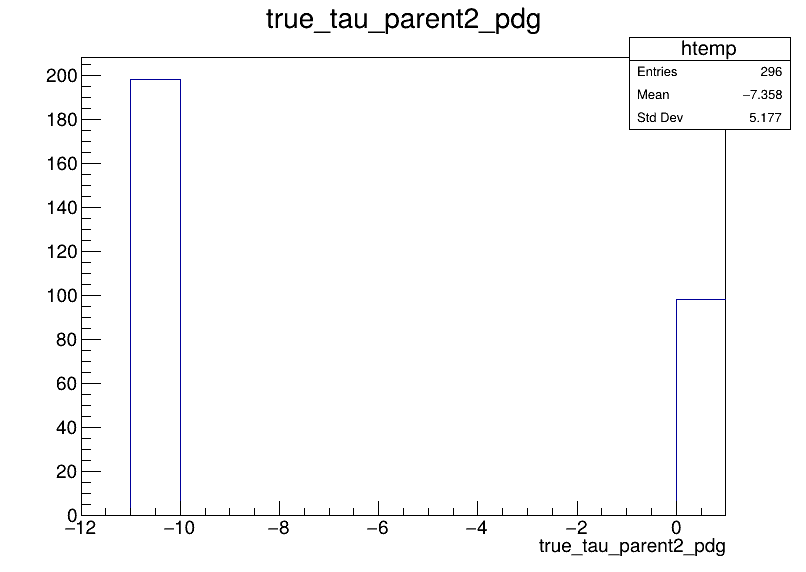 true_tau_parent2_pdg
htemp
Entries 296
Mean −7.358
Std Dev 5.177
200
180
160
140
120
100
80
60
40
20
0
−12 −10 −8 −6 −4 −2 0
true_tau_parent2_pdg